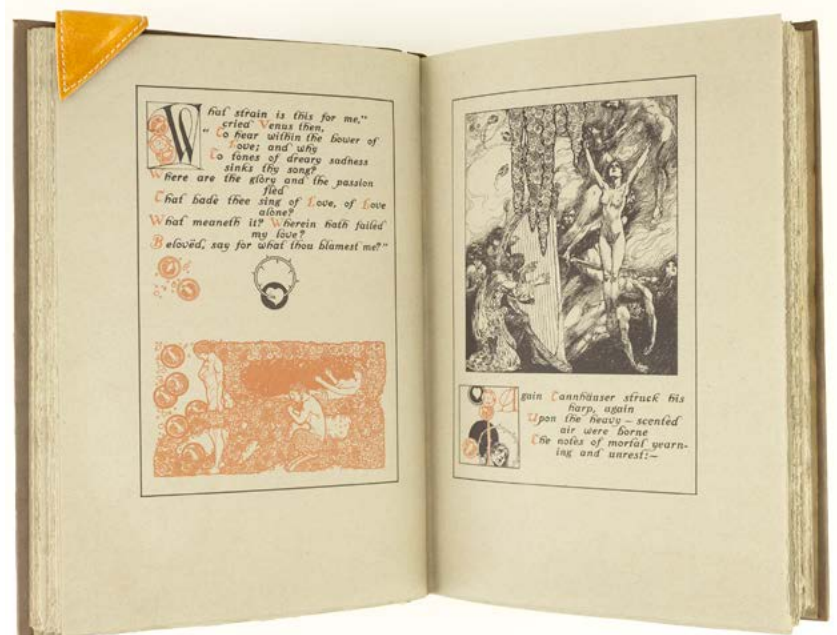 What strain is this for me,"
cried Venus then,
"To hear within the bower of
Love; and why
To tones of dreary sadness
sinks thy song?
Where are the glory and the passion
fled
That bade thee sing of Love, of Love
alone?
What meaneth it? Wherein hath failed
my love?
Belovëd, say for what thou blamest me?"
Again Tannhäuser struck his
harp, again
Upon the heavy-scented
air were borne
The notes of mortal yearn-
ing and unrest:—